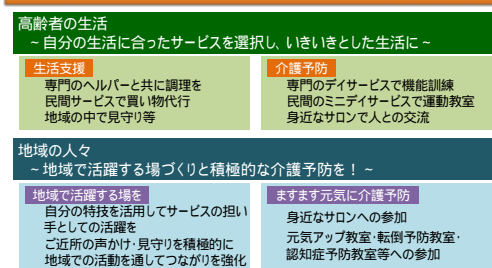 高齢者の生活
~自分の生活に合ったサービスを選択し、いきいきとした生活に~
生活支援
専門のヘルパーと共に調理を
民間サービスで買い物代行
地域の中で見守り等
介護予防
専門のデイサービスで機能訓練
民間のミニデイサービスで運動教室
身近なサロンで人との交流
地域の人々
~地域で活躍する場づくりと積極的な介護予防を！~
地域で活躍する場を
自分の特技を活用してサービスの担い
手としての活躍を
ご近所の声かけ・見守りを積極的に
地域での活動を通してつながりを強化
ますます元気に介護予防
身近なサロンへの参加
元気アップ教室・転倒予防教室・
認知症予防教室等への参加